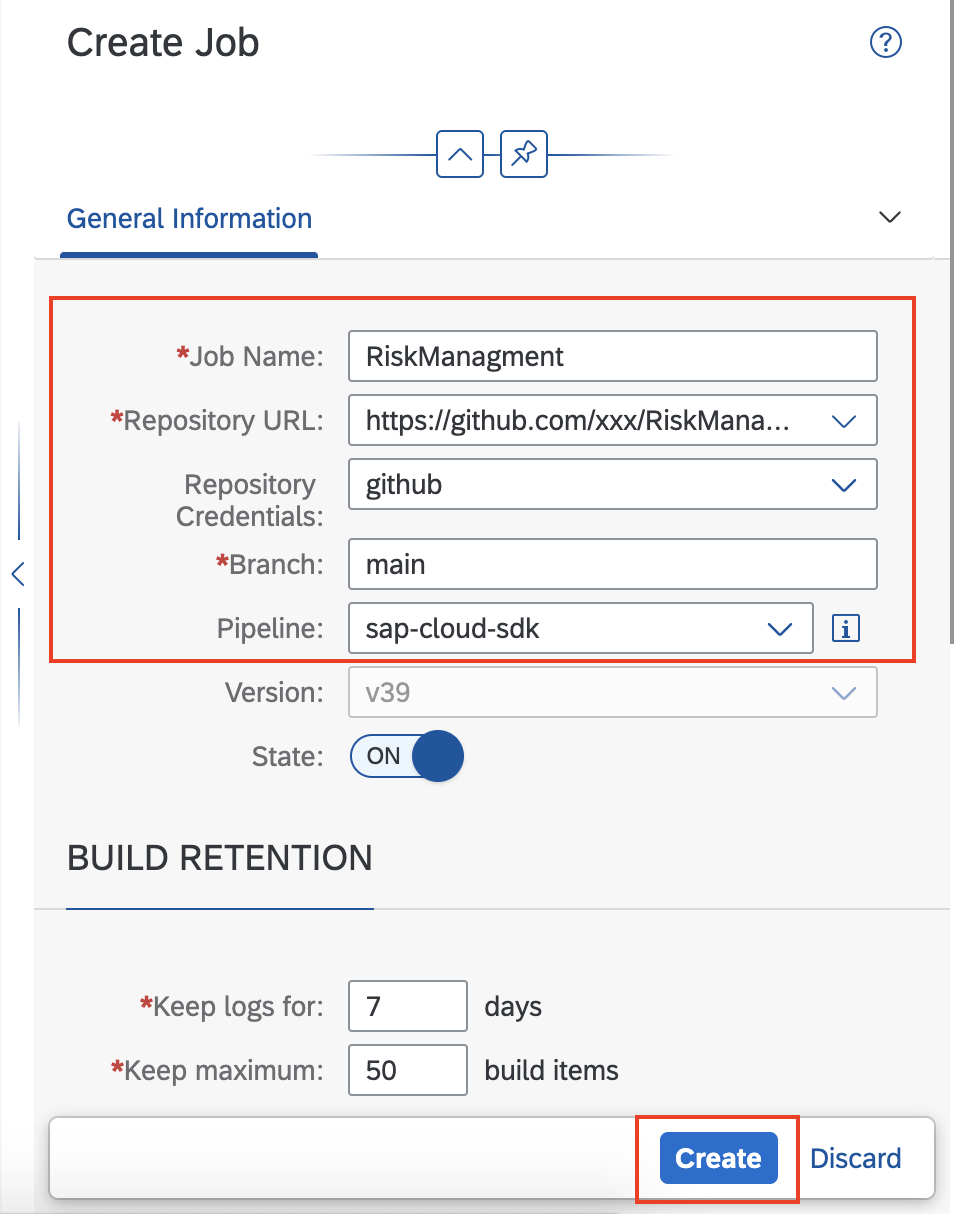 Create Job
General Information
*Job Name: RiskManagment
*Repository URL: https://github.com/xxx/RiskMana...
Repository
Credentials: github
*Branch: main
Pipeline: sap-cloud-sdk
Version: v39
State: ON
BUILD RETENTION
*Keep logs for: 7 days
*Keep maximum: 50 build items
Create Discard